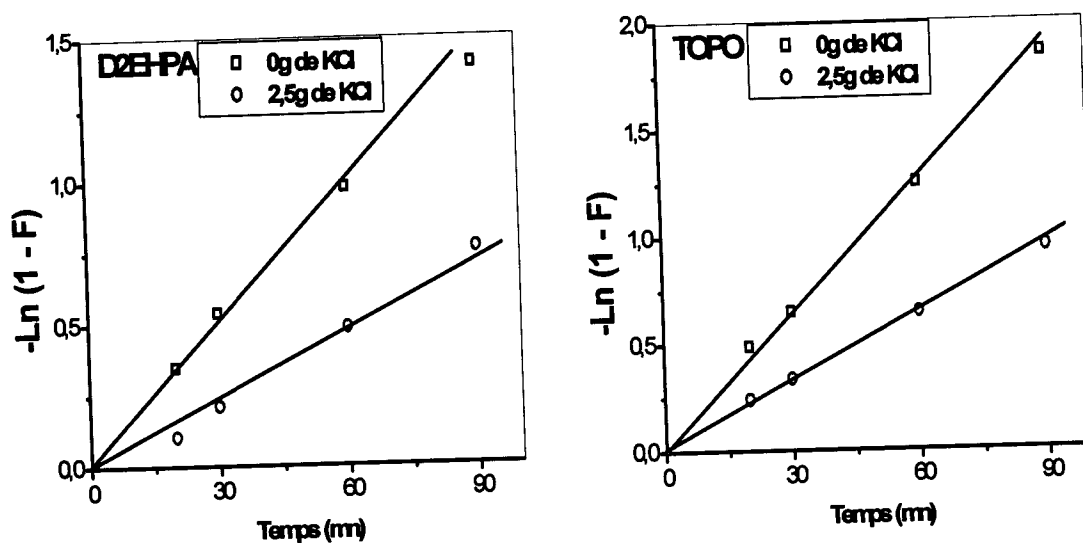 D2EHPA
0g de KCl
2,5g de KCl
1,5
1,0
0,5
0,0
-Ln (1 - F)
0
30
60
90
Temps (mn)
TOPO
0g de KCl
2,5g de KCl
2,0
1,5
1,0
0,5
0,0
-Ln (1 - F)
0
30
60
90
Temps (mn)